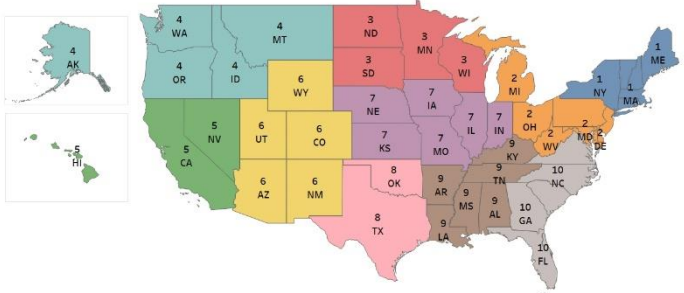 4
AK
5
HI
4
WA
4
MT
4
OR
4
ID
3
ND
3
MN
3
SD
3
WI
2
MI
1
ME
1
NY
1
MA
6
WY
7
NE
7
IA
7
IL
7
IN
2
OH
2
MD
2
DE
2
WV
5
NV
5
CA
6
UT
6
CO
7
KS
7
MO
9
KY
9
TN
10
NC
6
AZ
6
NM
8
OK
8
TX
9
AR
9
MS
9
AL
9
LA
10
GA
10
FL